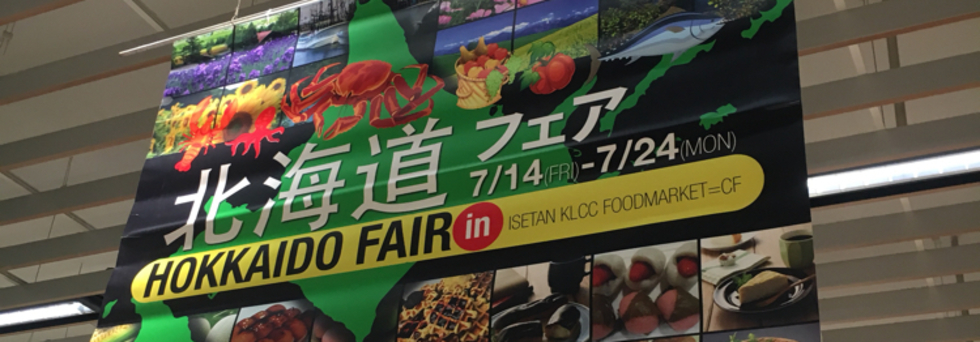 北海道フェア
7/14(FRI)-7/24(MON)
HOKKAIDO FAIR in ISETAN KLCC FOODMARKET=CF